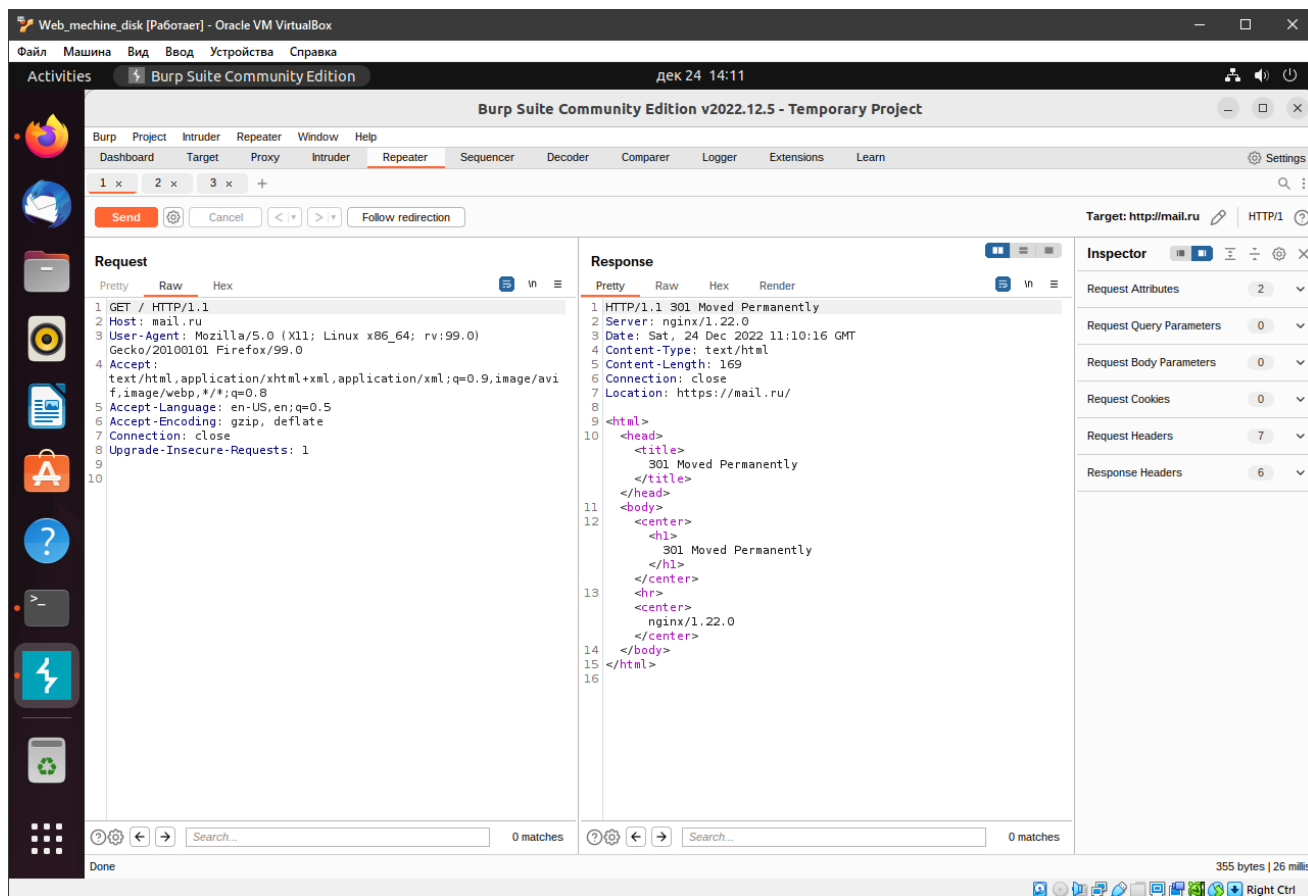 Web_mechine_disk [Работает] - Oracle VM VirtualBox
Файл Машина Вид Ввод Устройства Справка
Activities Burp Suite Community Edition дек 24 14:11
Burp Suite Community Edition v2022.12.5 - Temporary Project
Burp Project Intruder Repeater Window Help
Dashboard Target Proxy Intruder Repeater Sequencer Decoder Comparer Logger Extensions Learn Settings
1 × 2 × 3 × +
Send Cancel < > Follow redirection Target: http://mail.ru HTTP/1
Request
Pretty Raw Hex \n
1 GET / HTTP/1.1
2 Host: mail.ru
3 User-Agent: Mozilla/5.0 (X11; Linux x86_64; rv:99.0)
Gecko/20100101 Firefox/99.0
4 Accept:
text/html,application/xhtml+xml,application/xml;q=0.9,image/avi
f,image/webp,*/*;q=0.8
5 Accept-Language: en-US,en;q=0.5
6 Accept-Encoding: gzip, deflate
7 Connection: close
8 Upgrade-Insecure-Requests: 1
9
10
Search... 0 matches
Response
Pretty Raw Hex Render \n
1 HTTP/1.1 301 Moved Permanently
2 Server: nginx/1.22.0
3 Date: Sat, 24 Dec 2022 11:10:16 GMT
4 Content-Type: text/html
5 Content-Length: 169
6 Connection: close
7 Location: https://mail.ru/
8
9 <html>
10 <head>
<title>
301 Moved Permanently
</title>
</head>
11 <body>
12 <center>
<h1>
301 Moved Permanently
</h1>
</center>
13 <hr>
<center>
nginx/1.22.0
</center>
14 </body>
15 </html>
16
Search... 0 matches
Inspector
Request Attributes 2
Request Query Parameters 0
Request Body Parameters 0
Request Cookies 0
Request Headers 7
Response Headers 6
Done 355 bytes | 26 millis
Right Ctrl